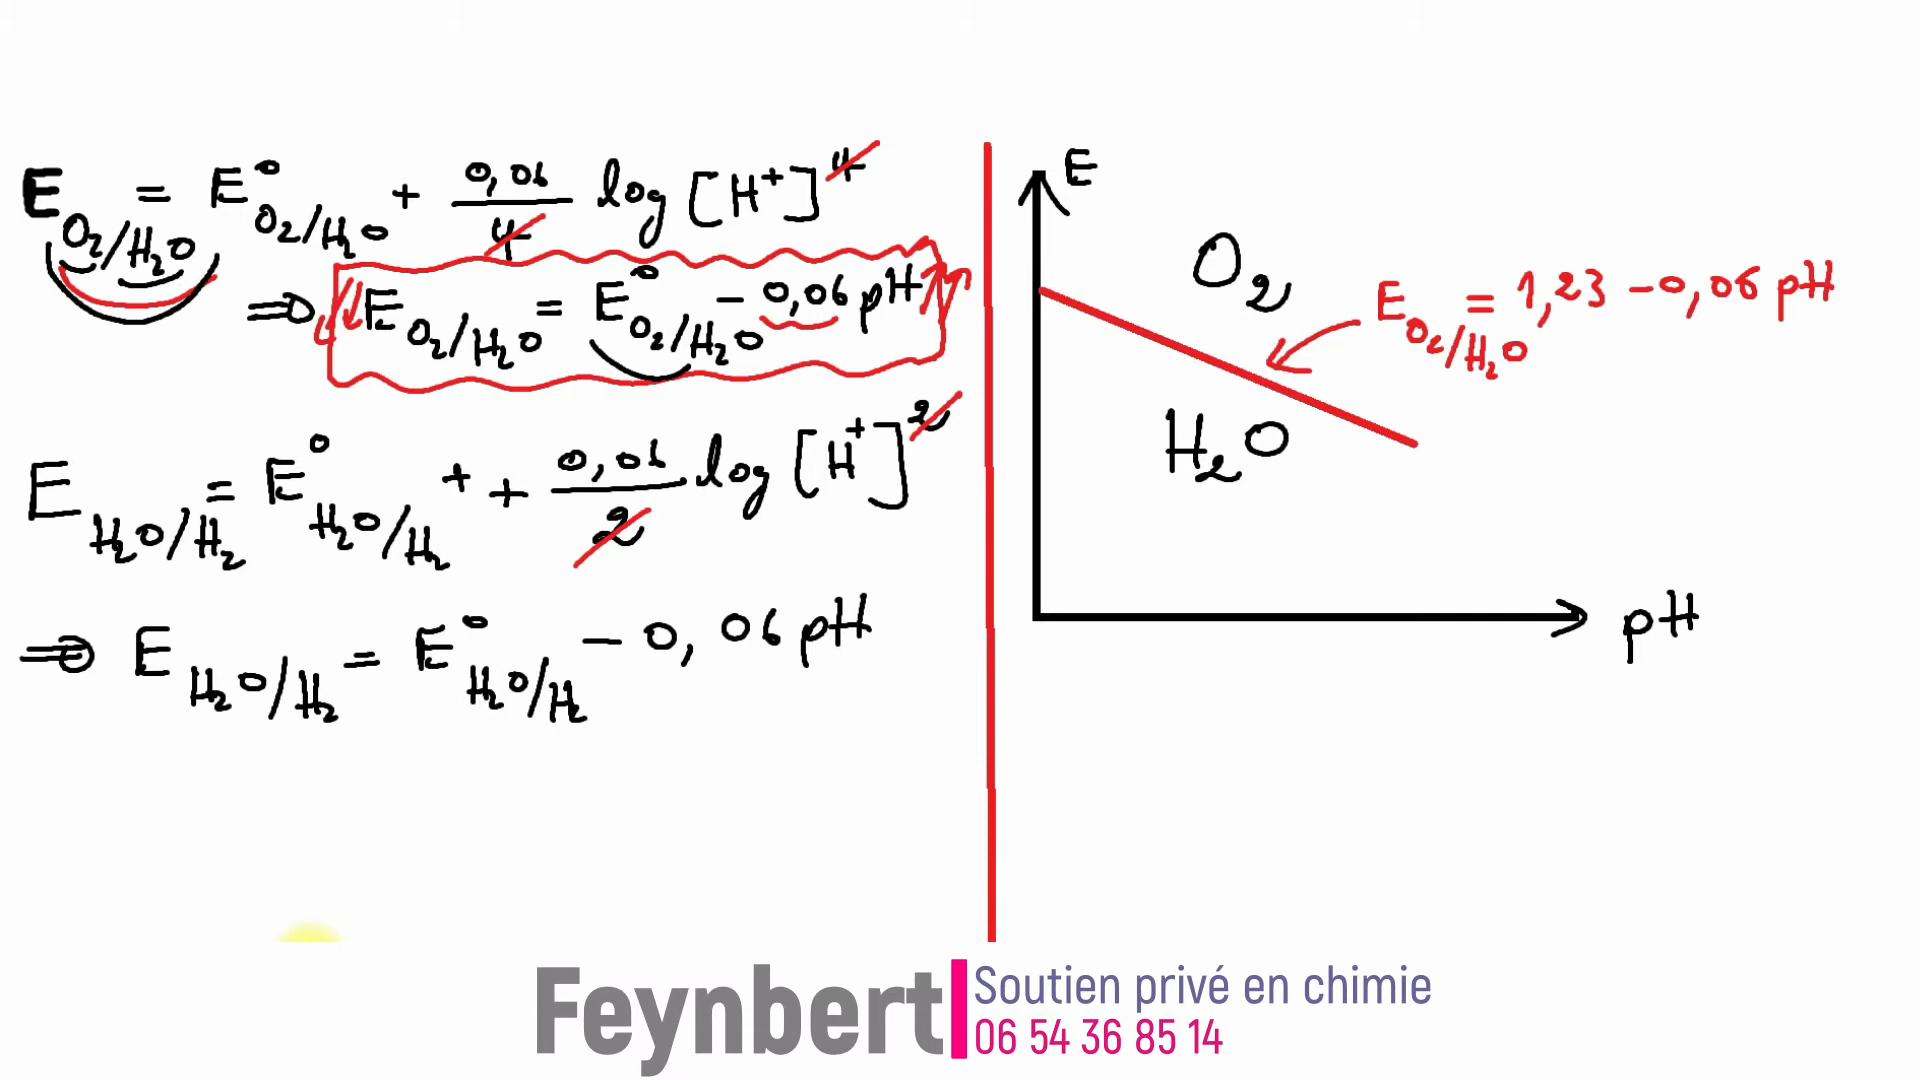 E O₂/H₂O = E° O₂/H₂O + 0,06/4 log [H⁺]⁴
⇒ E O₂/H₂O = E° O₂/H₂O − 0,06 pH
E H₂O/H₂ = E° H₂O/H₂ + + 0,06/2 log [H⁺]²
⇒ E H₂O/H₂ = E° H₂O/H₂ − 0,06 pH
E
O₂
E O₂/H₂O = 1,23 − 0,06 pH
H₂O
pH
Feynbert
Soutien privé en chimie
06 54 36 85 14